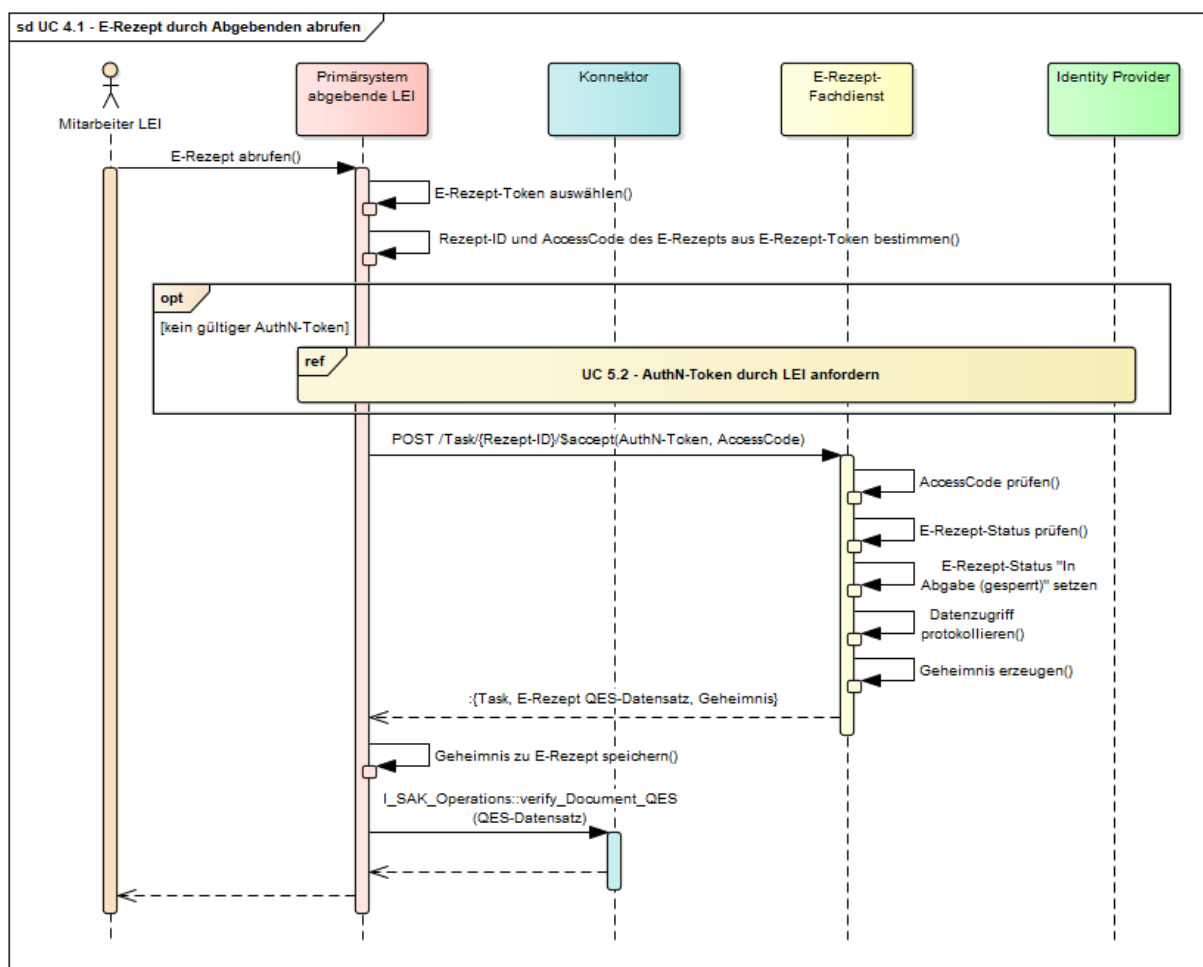 sd UC 4.1 - E-Rezept durch Abgebenden abrufen
Mitarbeiter LEI
Primärsystem
abgebende LEI
Konnektor
E-Rezept-
Fachdienst
Identity Provider
E-Rezept abrufen()
E-Rezept-Token auswählen()
Rezept-ID und AccessCode des E-Rezepts aus E-Rezept-Token bestimmen()
opt
[kein gültiger AuthN-Token]
ref
UC 5.2 - AuthN-Token durch LEI anfordern
POST /Task/{Rezept-ID}/$accept(AuthN-Token, AccessCode)
AccessCode prüfen()
E-Rezept-Status prüfen()
E-Rezept-Status "In
Abgabe (gesperrt)" setzen
Datenzugriff
protokollieren()
Geheimnis erzeugen()
:{Task, E-Rezept QES-Datensatz, Geheimnis}
Geheimnis zu E-Rezept speichern()
I_SAK_Operations::verify_Document_QES
(QES-Datensatz)